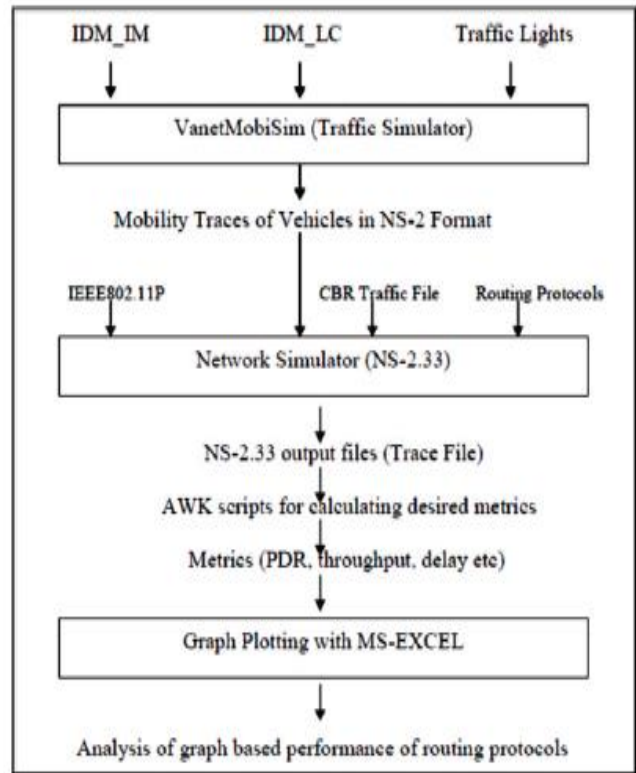 IDM_IM IDM_LC Traffic Lights
VanetMobiSim (Traffic Simulator)
Mobility Traces of Vehicles in NS-2 Format
IEEE802.11P CBR Traffic File Routing Protocols
Network Simulator (NS-2.33)
NS-2.33 output files (Trace File)
AWK scripts for calculating desired metrics
Metrics (PDR, throughput, delay etc)
Graph Plotting with MS-EXCEL
Analysis of graph based performance of routing protocols